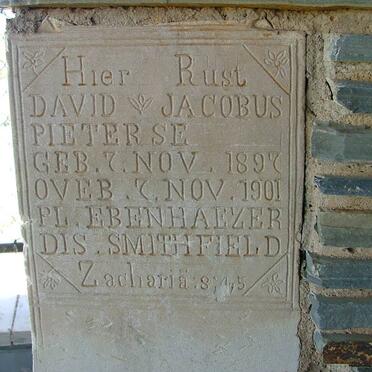 Hier Rust
DAVID JACOBUS
PIETERSE
GEB. 7. NOV. 1897
OVEB. 7. NOV. 1901
PL. EBENHAEZER
DIS. SMITHFIELD
Zacharia: 8: 4,5